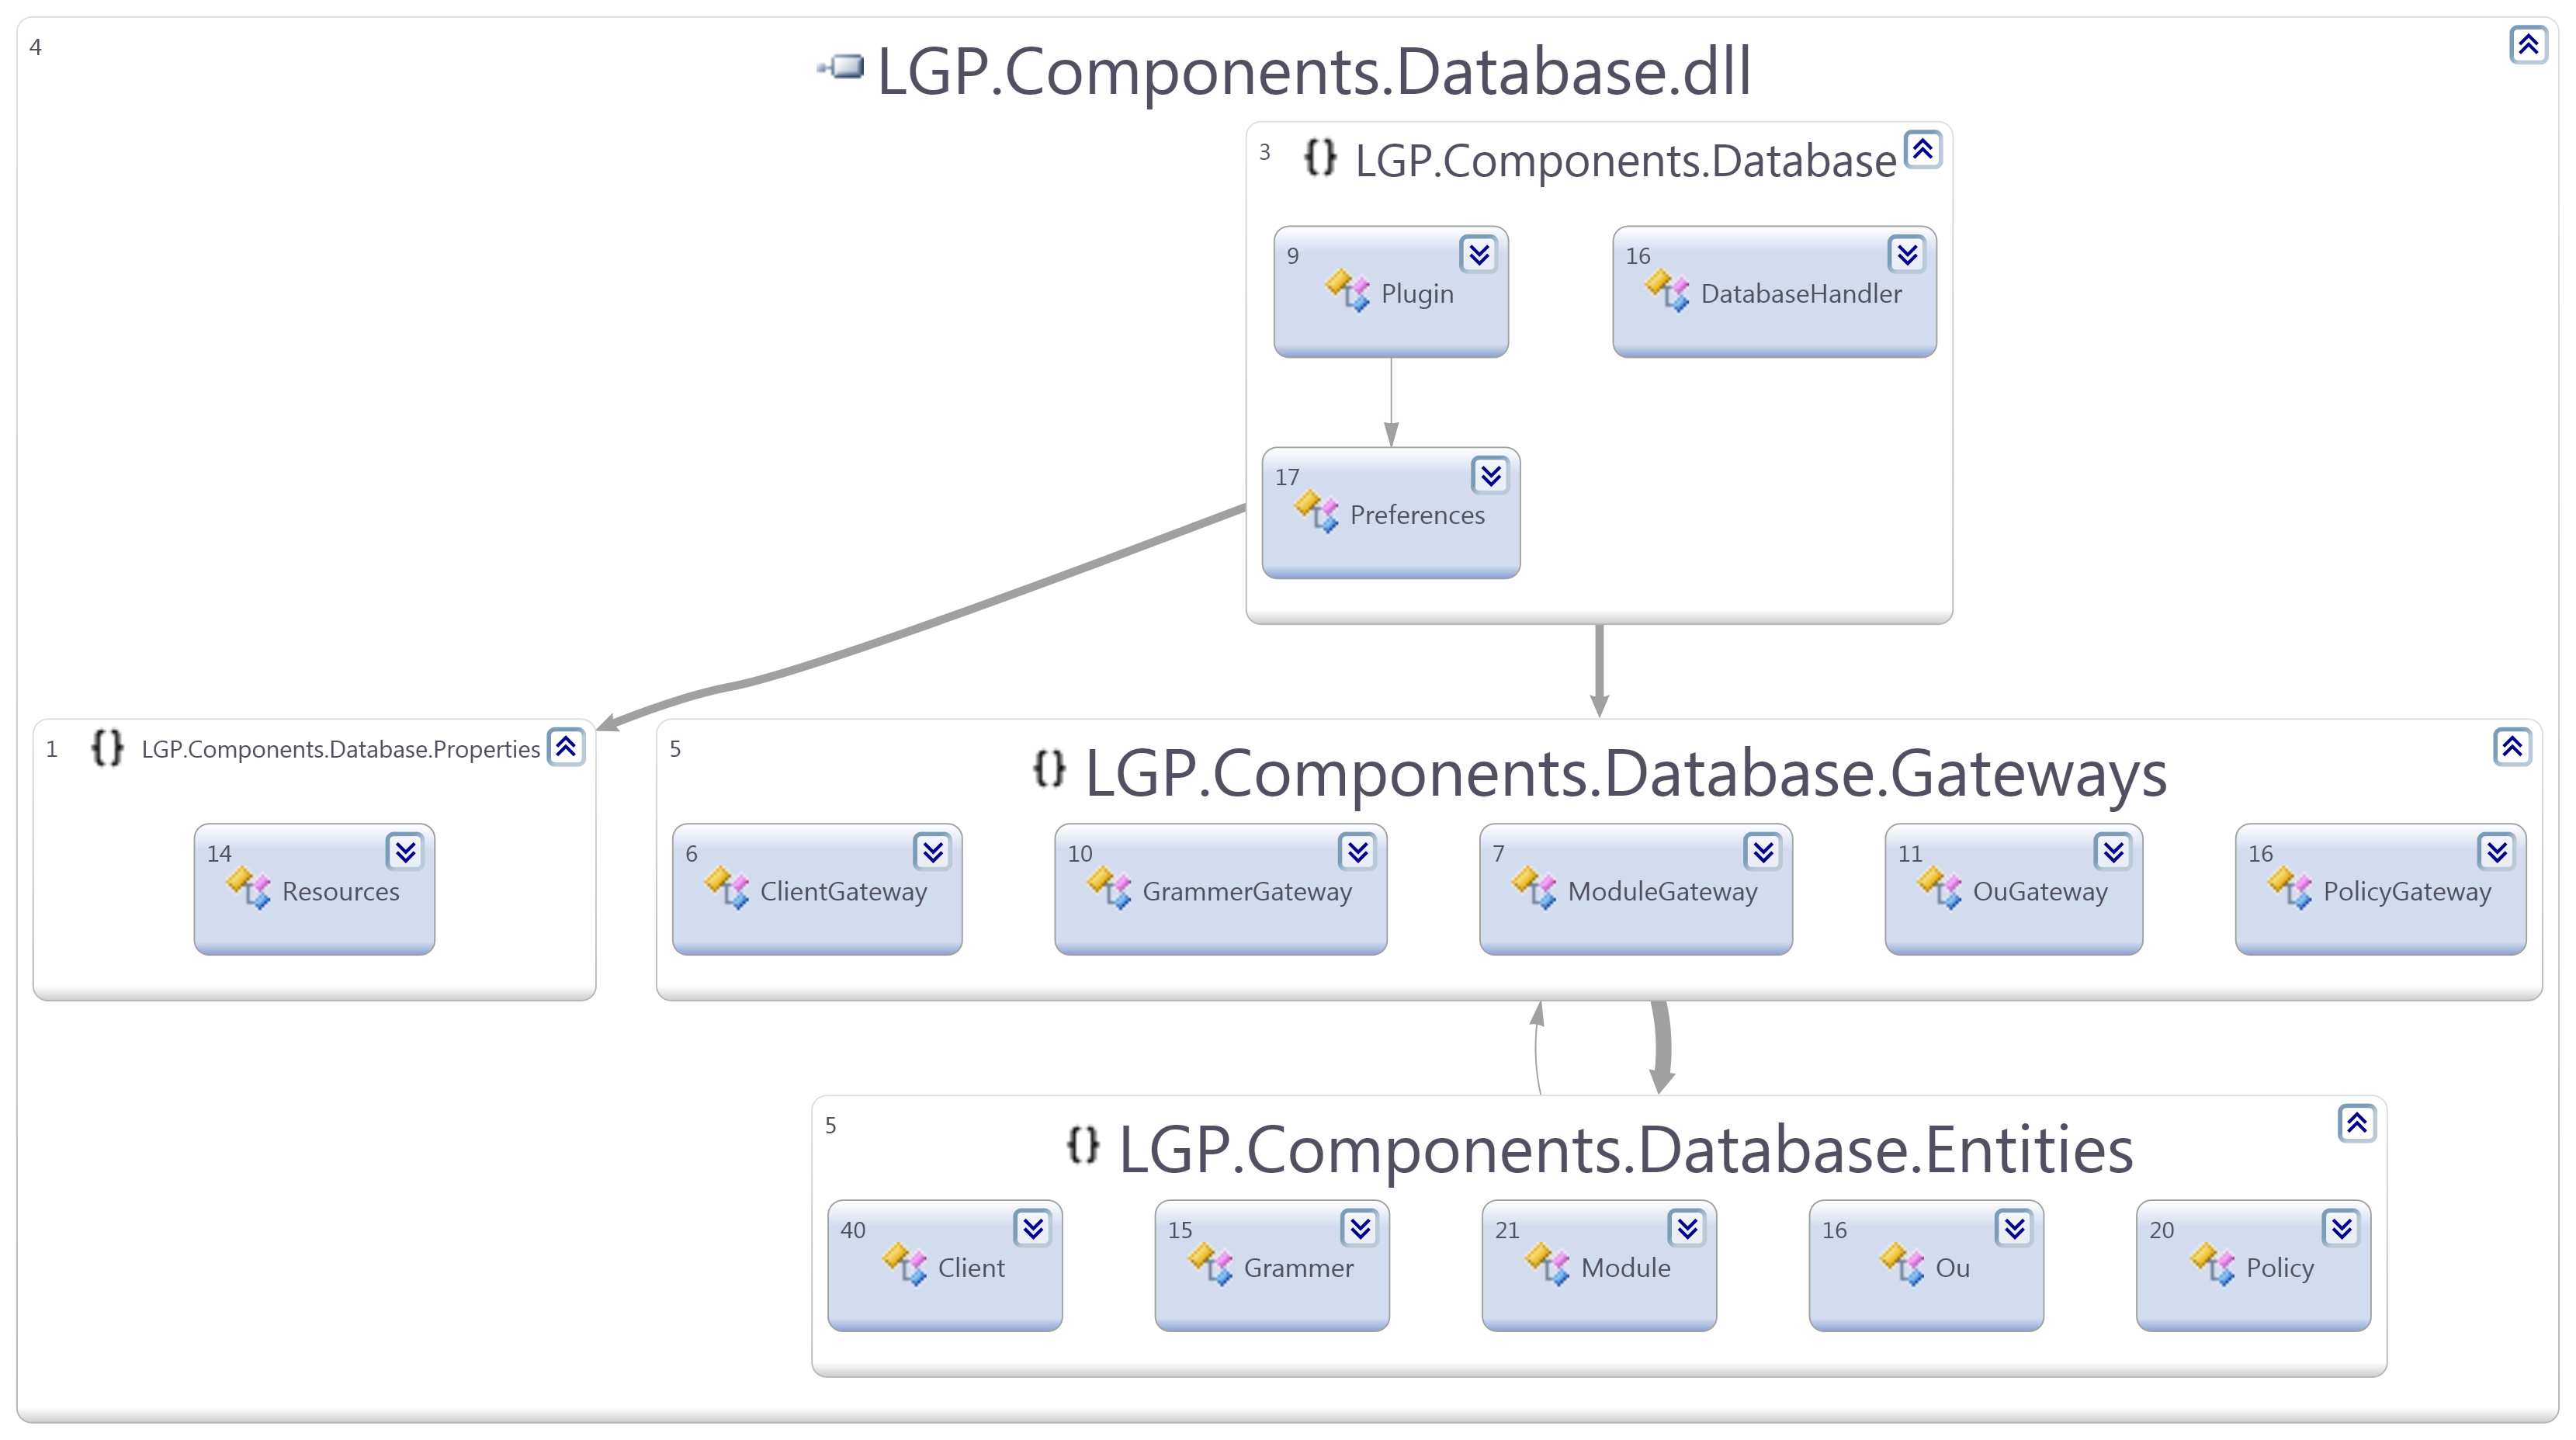 4
LGP.Components.Database.dll
3
{} LGP.Components.Database
9
Plugin
16
DatabaseHandler
17
Preferences
1
{} LGP.Components.Database.Properties
14
Resources
5
{} LGP.Components.Database.Gateways
6
ClientGateway
10
GrammerGateway
7
ModuleGateway
11
OuGateway
16
PolicyGateway
5
{} LGP.Components.Database.Entities
40
Client
15
Grammer
21
Module
16
Ou
20
Policy